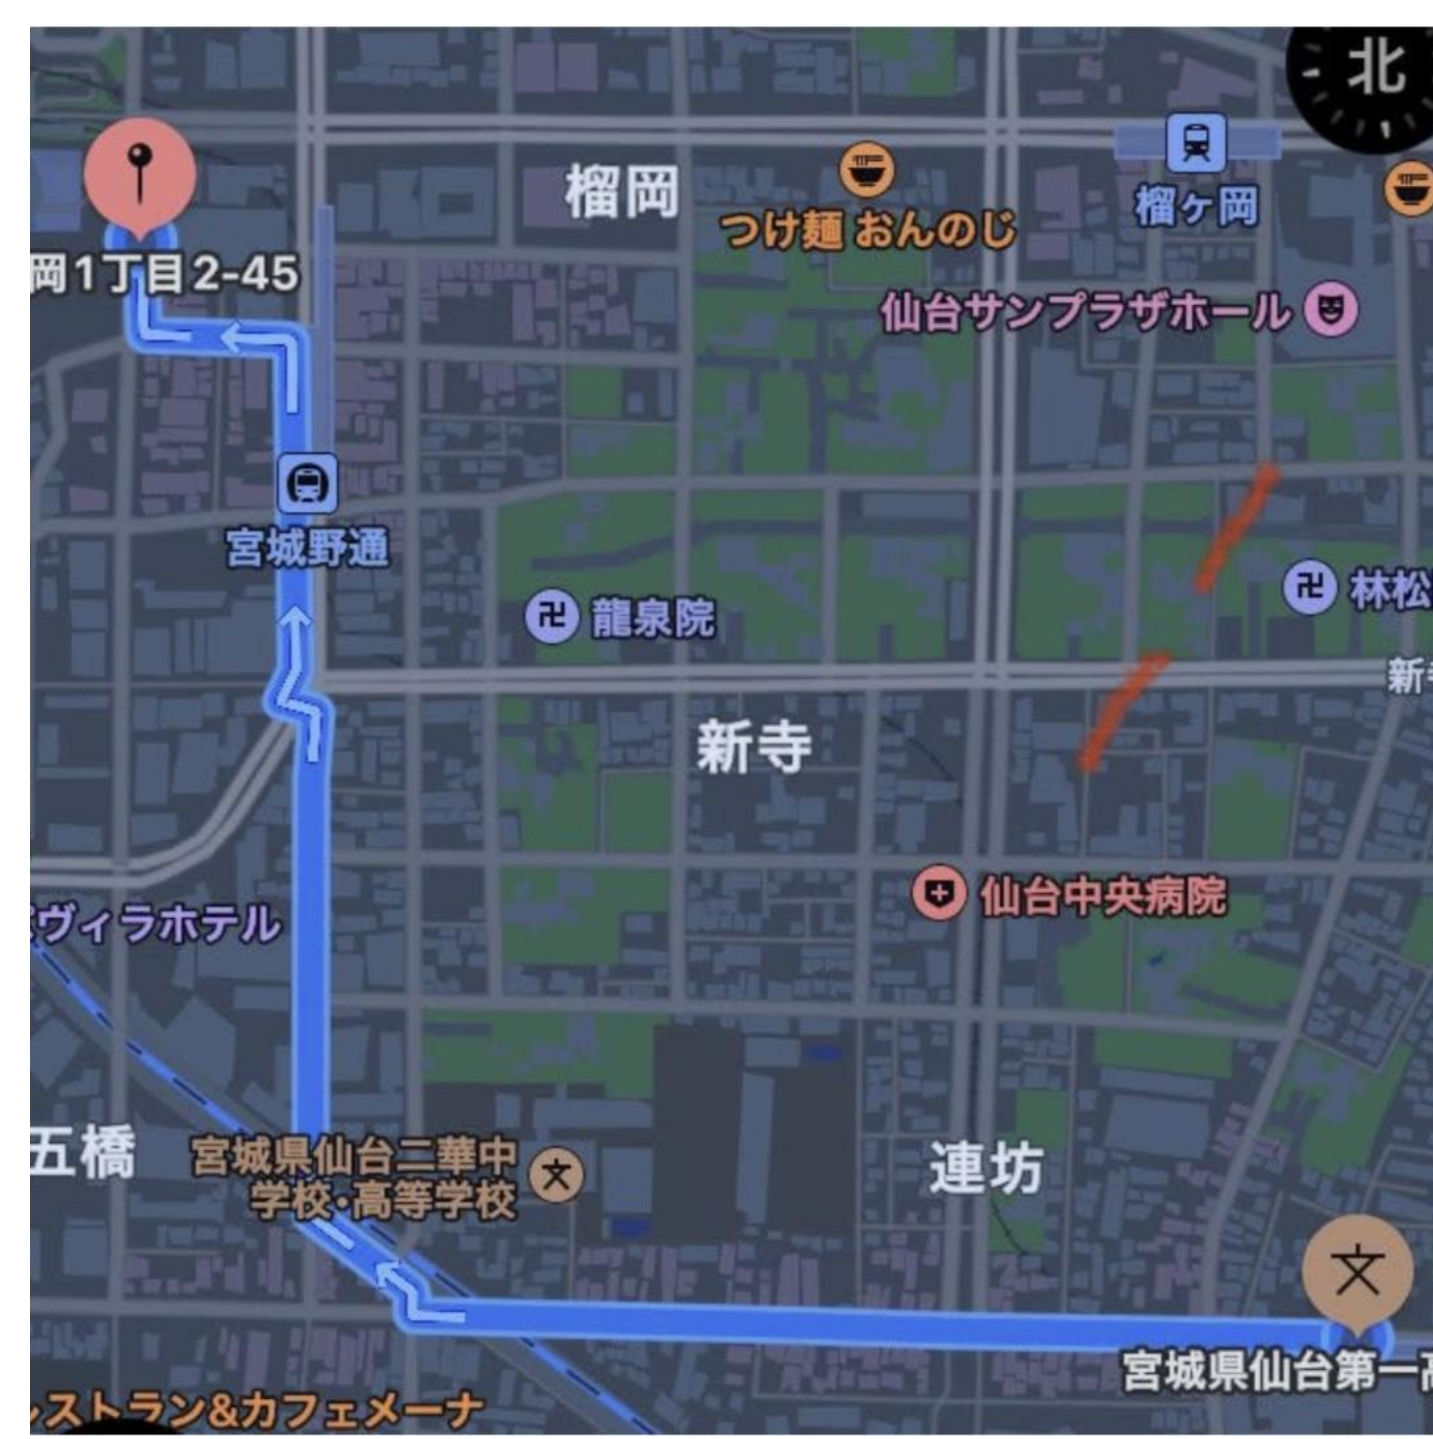 北
榴岡
つけ麺 おんのじ
榴ヶ岡
岡1丁目2-45
仙台サンプラザホール
宮城野通
龍泉院
林松
新寺
仙台中央病院
ヴィラホテル
五橋
宮城県仙台二華中
学校・高等学校
連坊
文
文
宮城県仙台第一高
ストラン&カフェメーナ